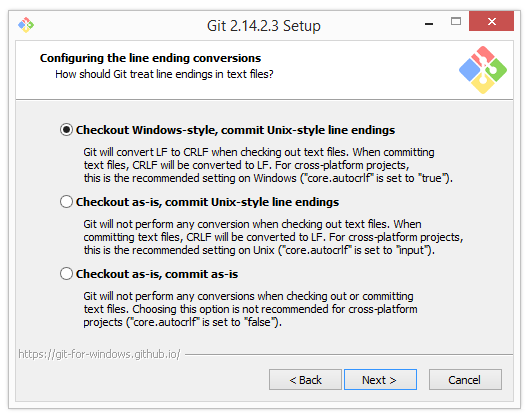 Git 2.14.2.3 Setup
Configuring the line ending conversions
How should Git treat line endings in text files?
Checkout Windows-style, commit Unix-style line endings
Git will convert LF to CRLF when checking out text files. When committing
text files, CRLF will be converted to LF. For cross-platform projects,
this is the recommended setting on Windows ("core.autocrlf" is set to "true").
Checkout as-is, commit Unix-style line endings
Git will not perform any conversion when checking out text files. When
committing text files, CRLF will be converted to LF. For cross-platform projects,
this is the recommended setting on Unix ("core.autocrlf" is set to "input").
Checkout as-is, commit as-is
Git will not perform any conversions when checking out or committing
text files. Choosing this option is not recommended for cross-platform
projects ("core.autocrlf" is set to "false").
https://git-for-windows.github.io/
< Back Next > Cancel